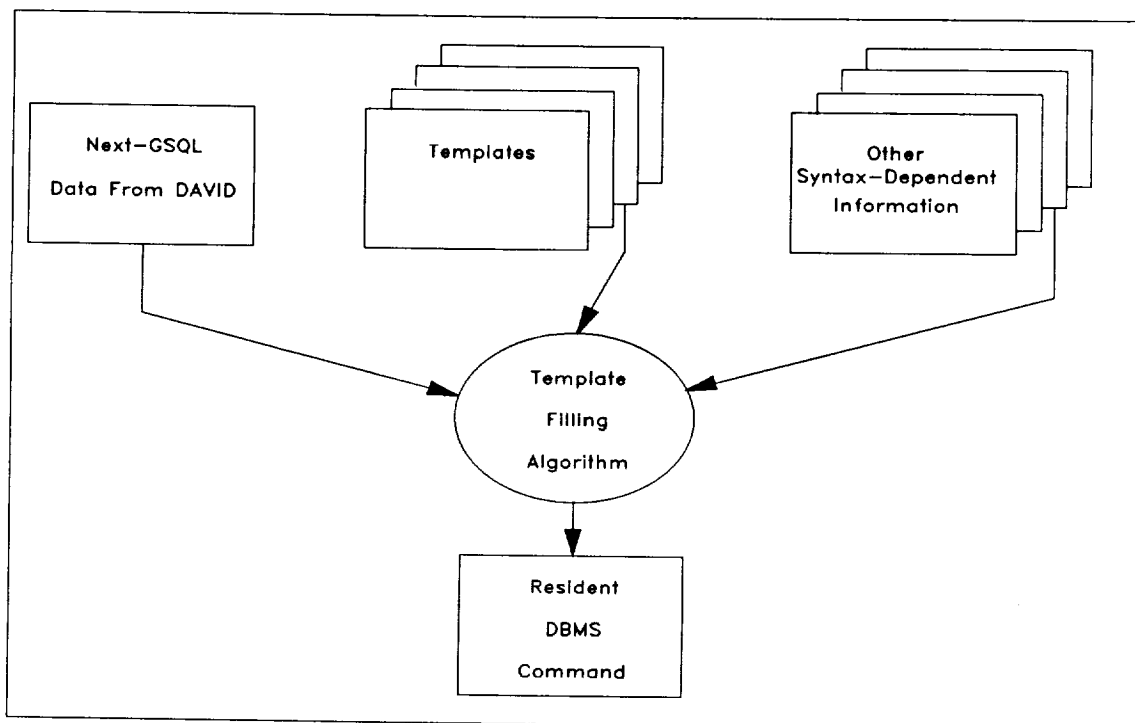 Next-GSQL
Data From DAVID
Templates
Other
Syntax-Dependent
Information
Template
Filling
Algorithm
Resident
DBMS
Command